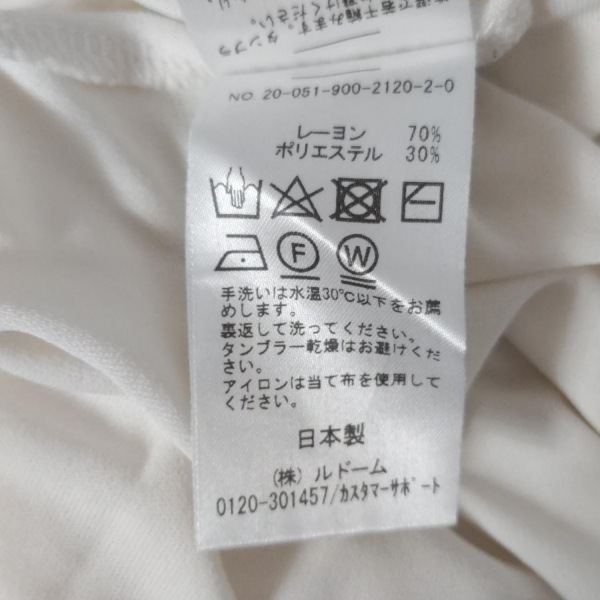 NO. 20-051-900-2120-2-0
レーヨン 70%
ポリエステル 30%
F W
手洗いは水温30℃以下をお薦
めします。
裏返して洗ってください。
タンブラー乾燥はお避けくだ
さい。
アイロンは当て布を使用して
ください。
日本製
(株) ルドーム
0120-301457/カスタマーサポート